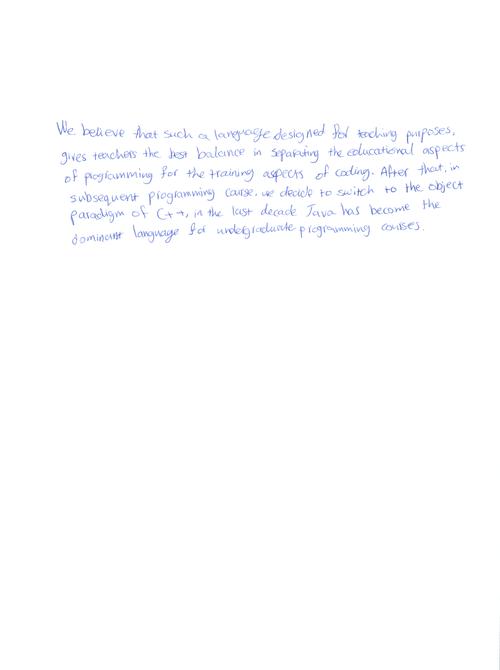 We believe that such a language designed for teaching purposes,
gives teachers the best balance in separating the educational aspects
of programming for the training aspects of coding. After that, in
subsequent programming course, we decide to switch to the object
paradigm of C++, in the last decade Java has become the
dominant language for undergraduate programming courses.